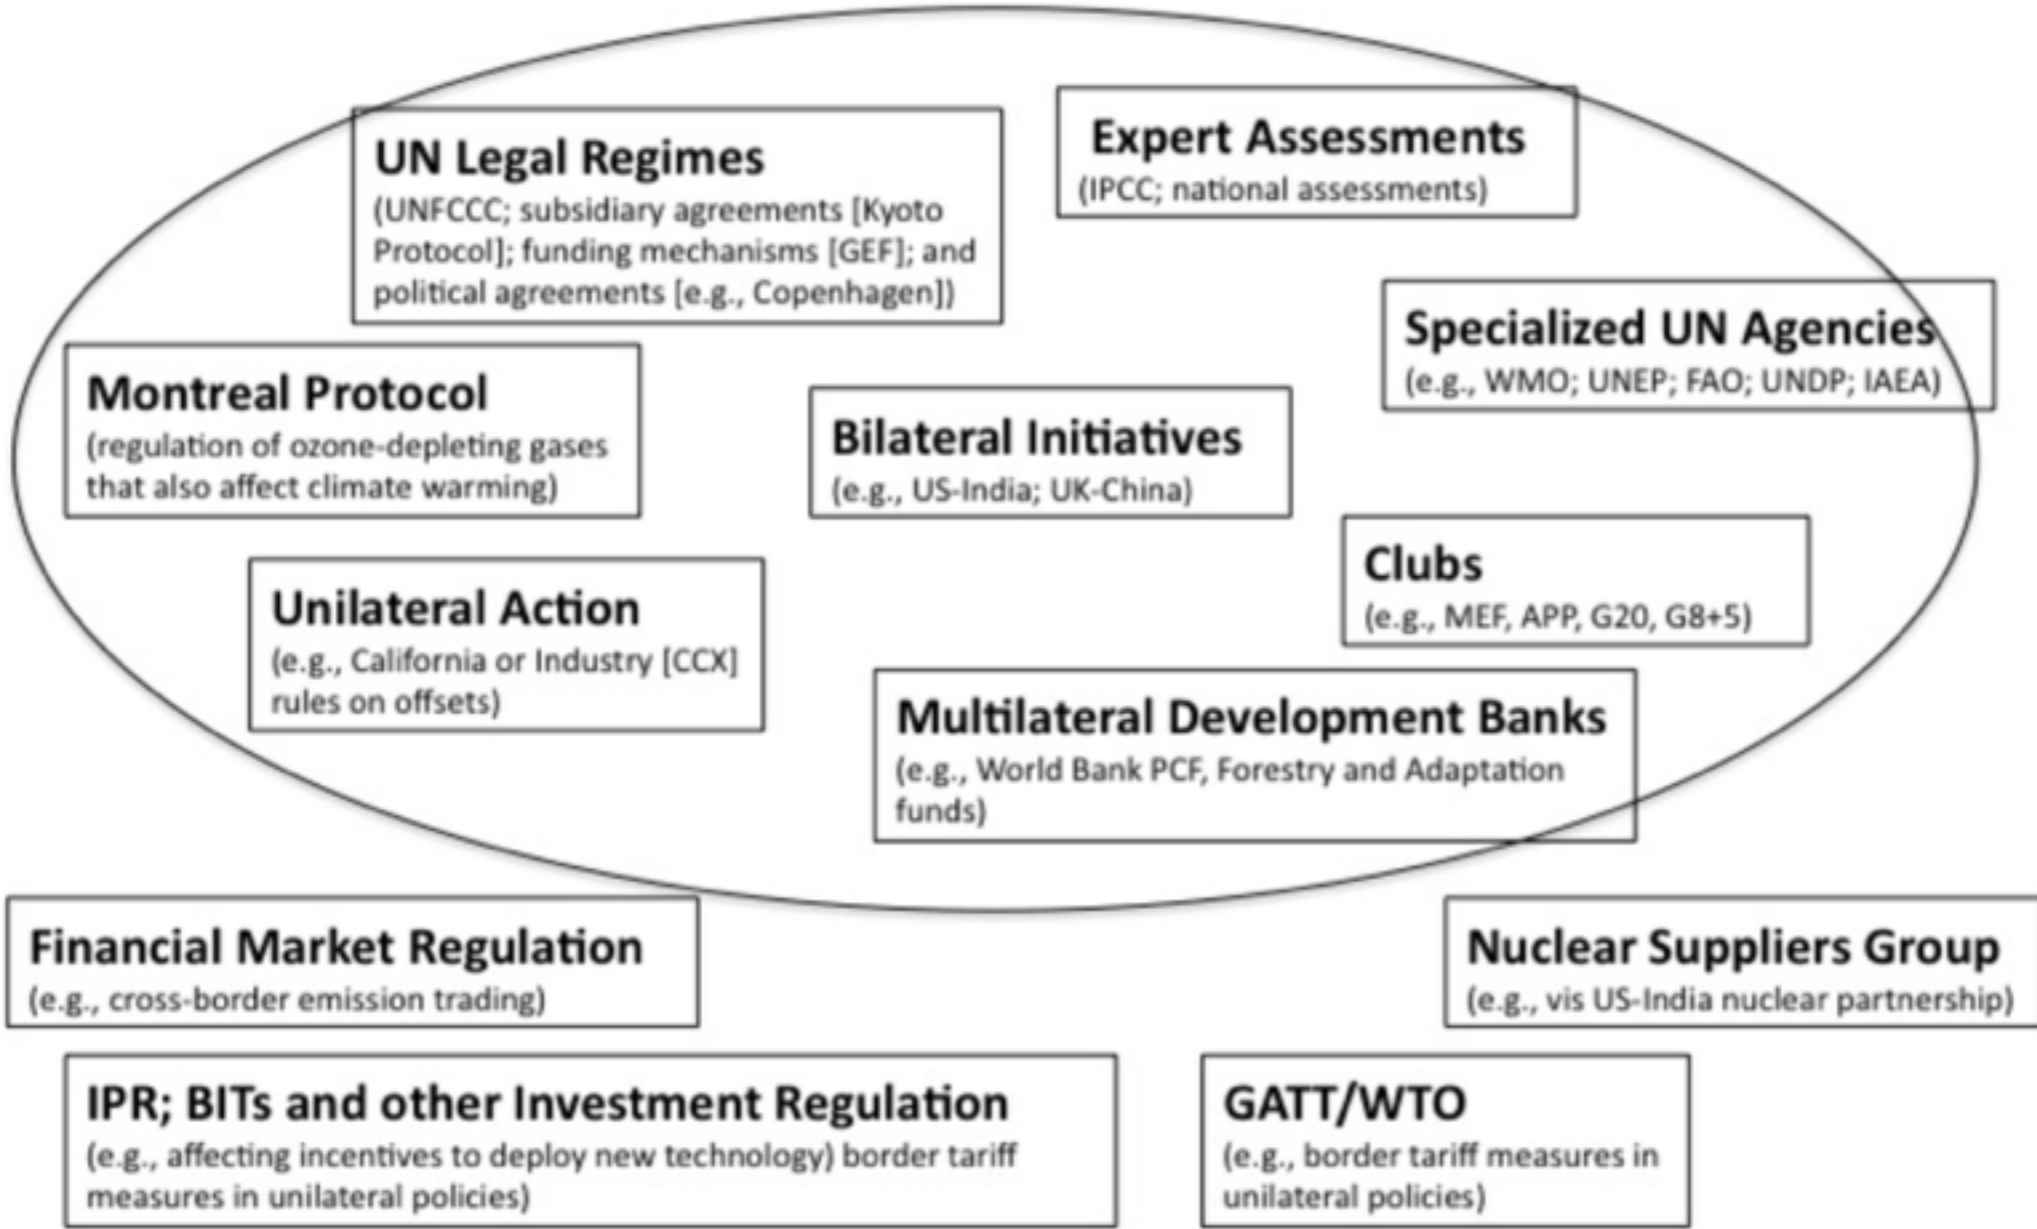 UN Legal Regimes
(UNFCCC; subsidiary agreements [Kyoto
Protocol]; funding mechanisms [GEF]; and
political agreements [e.g., Copenhagen])
Expert Assessments
(IPCC; national assessments)
Specialized UN Agencies
(e.g., WMO; UNEP; FAO; UNDP; IAEA)
Montreal Protocol
(regulation of ozone-depleting gases
that also affect climate warming)
Bilateral Initiatives
(e.g., US-India; UK-China)
Clubs
(e.g., MEF, APP, G20, G8+5)
Unilateral Action
(e.g., California or Industry [CCX]
rules on offsets)
Multilateral Development Banks
(e.g., World Bank PCF, Forestry and Adaptation
funds)
Financial Market Regulation
(e.g., cross-border emission trading)
Nuclear Suppliers Group
(e.g., vis US-India nuclear partnership)
IPR; BITs and other Investment Regulation
(e.g., affecting incentives to deploy new technology) border tariff
measures in unilateral policies)
GATT/WTO
(e.g., border tariff measures in
unilateral policies)